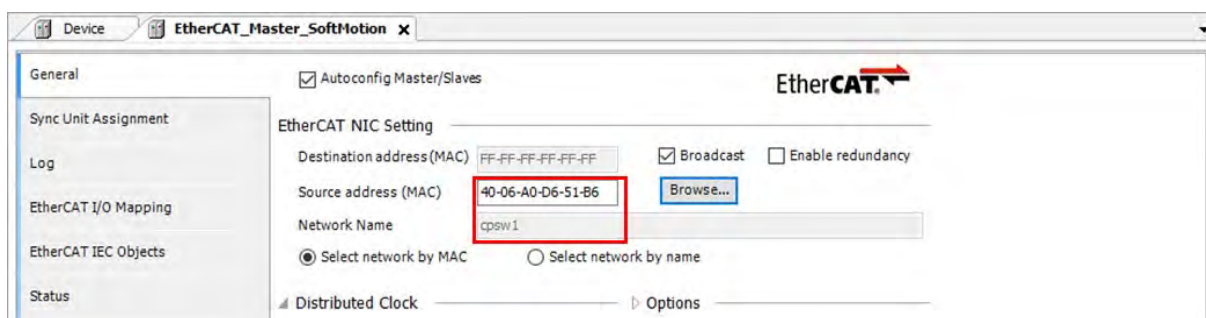 Device EtherCAT_Master_SoftMotion x
General
Autoconfig Master/Slaves
EtherCAT.
Sync Unit Assignment
EtherCAT NIC Setting
Log
Destination address(MAC) FF-FF-FF-FF-FF-FF Broadcast Enable redundancy
Source address (MAC) 40-06-A0-D6-51-B6 Browse...
EtherCAT I/O Mapping
Network Name cpsw1
EtherCAT IEC Objects
Select network by MAC Select network by name
Status
Distributed Clock Options